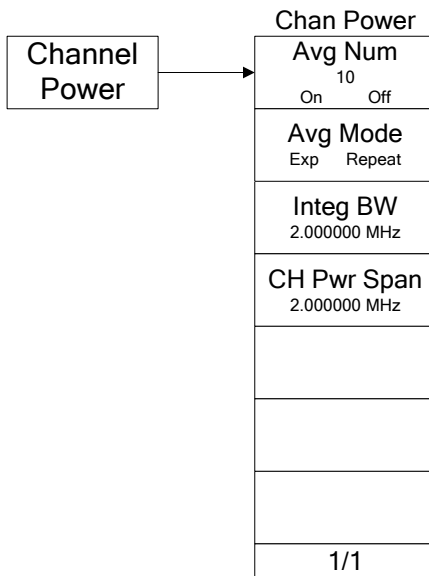 Chan Power
Channel
Power
Avg Num
10
On Off
Avg Mode
Exp Repeat
Integ BW
2.000000 MHz
CH Pwr Span
2.000000 MHz
1/1